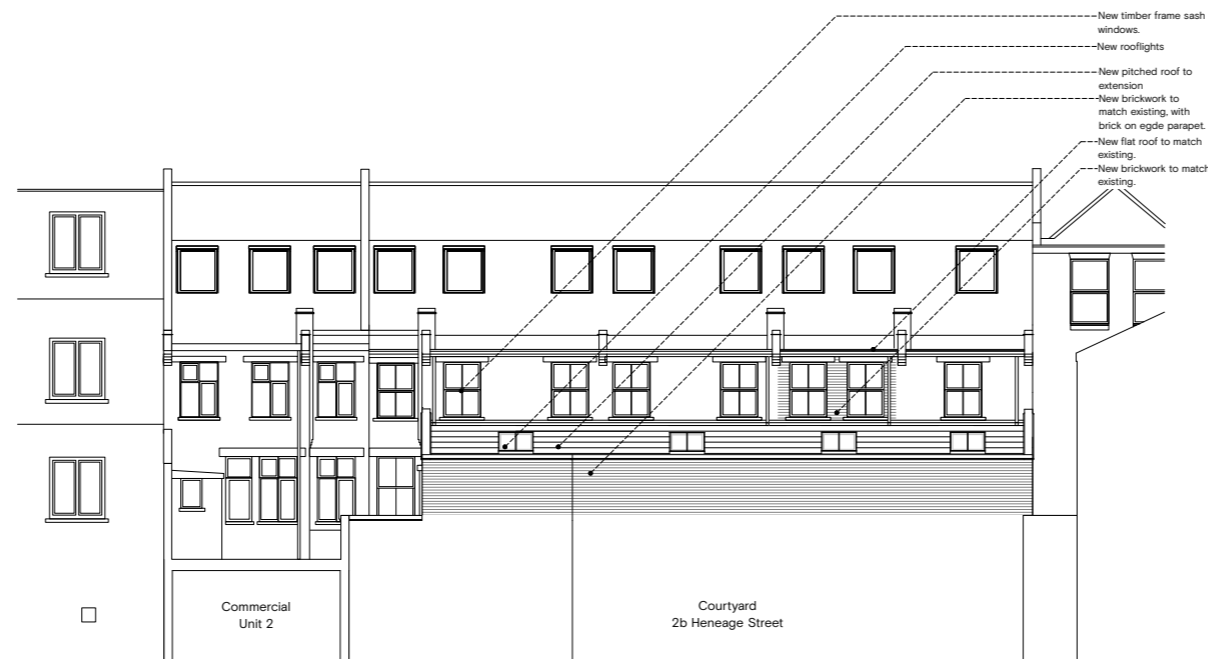 New timber frame sash
windows.
New rooflights
New pitched roof to
extension
New brickwork to
match existing, with
brick on egde parapet.
New flat roof to match
existing.
New brickwork to match
existing.
Commercial
Unit 2
Courtyard
2b Heneage Street